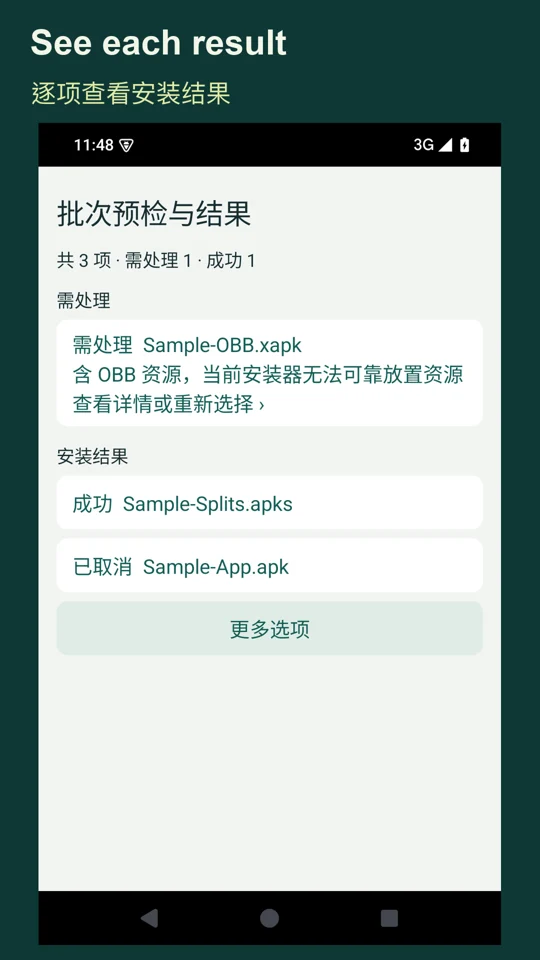 See each result
逐项查看安装结果
11:48
3G
批次预检与结果
共 3 项 · 需处理 1 · 成功 1
需处理
需处理 Sample-OBB.xapk
含 OBB 资源，当前安装器无法可靠放置资源
查看详情或重新选择 ›
安装结果
成功 Sample-Splits.apks
已取消 Sample-App.apk
更多选项